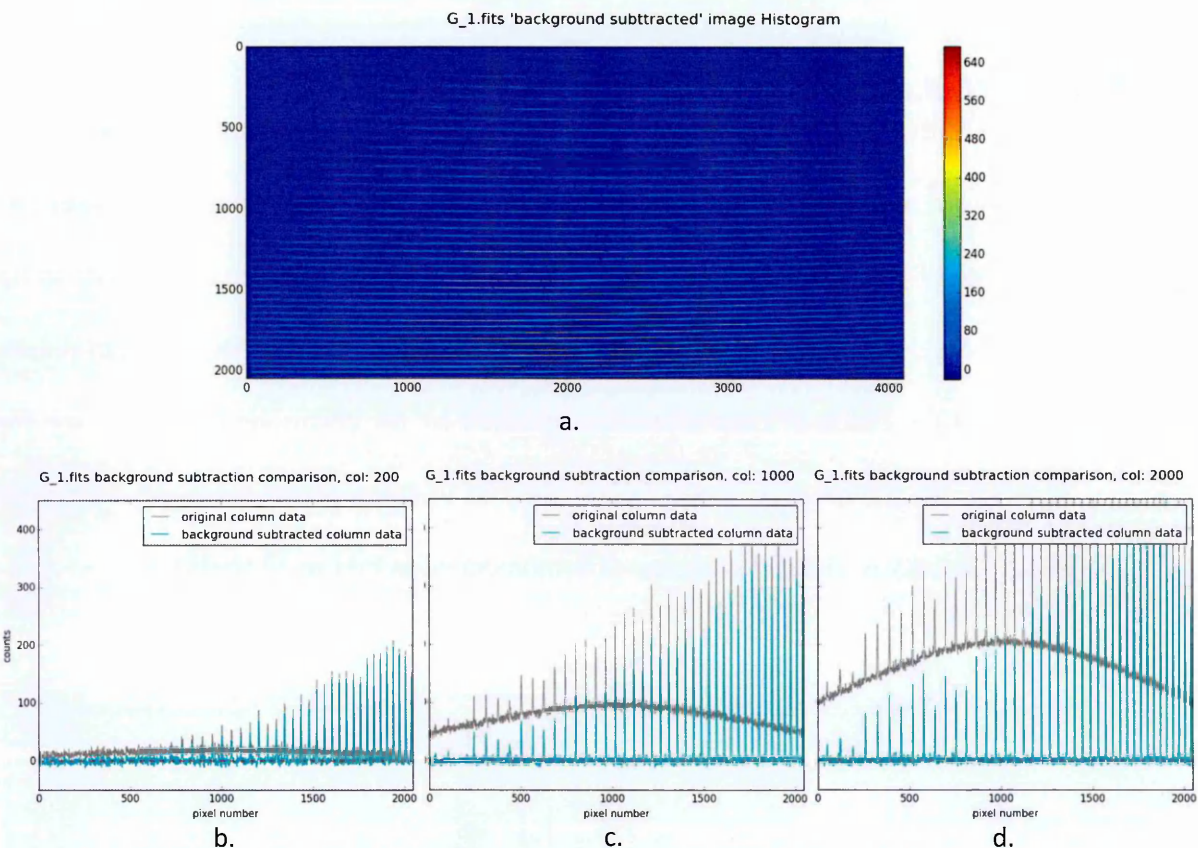 G_1.fits 'background subttracted' image Histogram
0
500
1000
1500
2000
0
1000
2000
3000
4000
640
560
480
400
320
240
160
80
0
a.
G_1.fits background subtraction comparison, col: 200
original column data
background subtracted column data
400
300
200
100
0
counts
0
500
1000
1500
2000
pixel number
b.
G_1.fits background subtraction comparison, col: 1000
original column data
background subtracted column data
0
500
1000
1500
2000
pixel number
c.
G_1.fits background subtraction comparison, col: 2000
original column data
background subtracted column data
0
500
1000
1500
2000
pixel number
d.